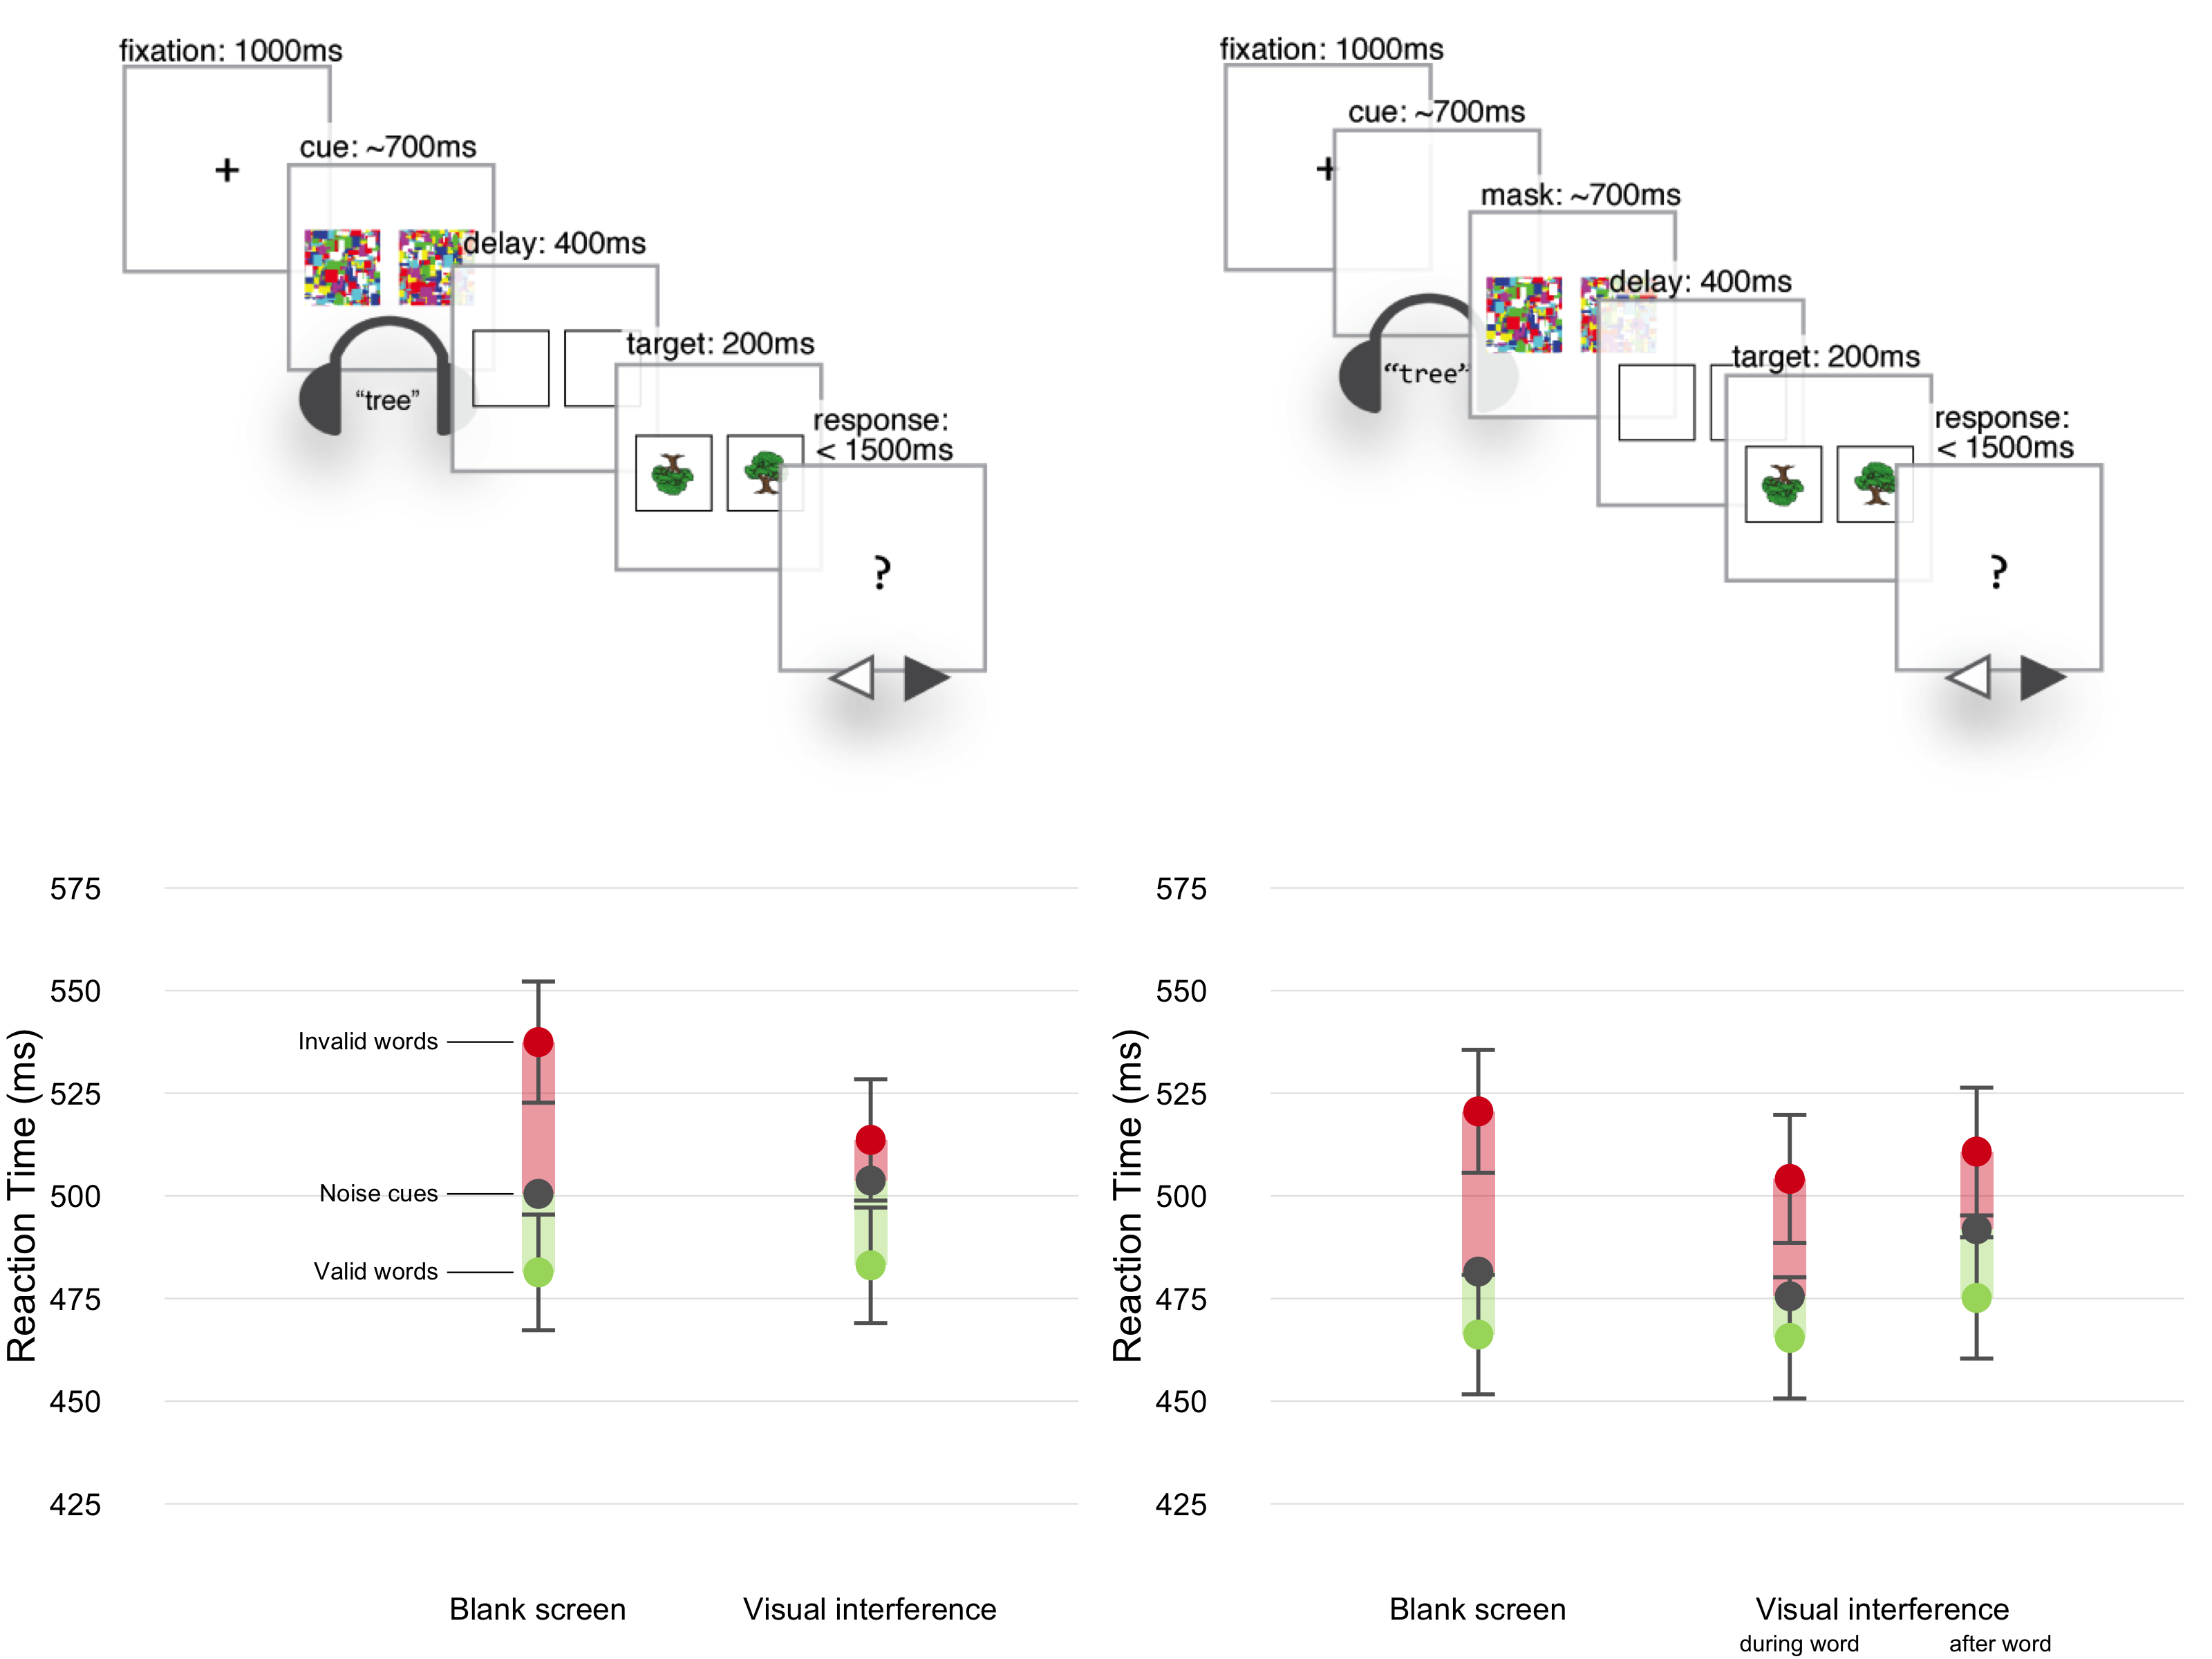 fixation: 1000ms
+
cue: ~700ms
"tree"
delay: 400ms
target: 200ms
response:
< 1500ms
?
fixation: 1000ms
+
cue: ~700ms
"tree"
mask: ~700ms
delay: 400ms
target: 200ms
response:
< 1500ms
?
Reaction Time (ms)
575
550
525
500
475
450
425
Invalid words
Noise cues
Valid words
Blank screen
Visual interference
Reaction Time (ms)
575
550
525
500
475
450
425
Blank screen
Visual interference
during word
after word